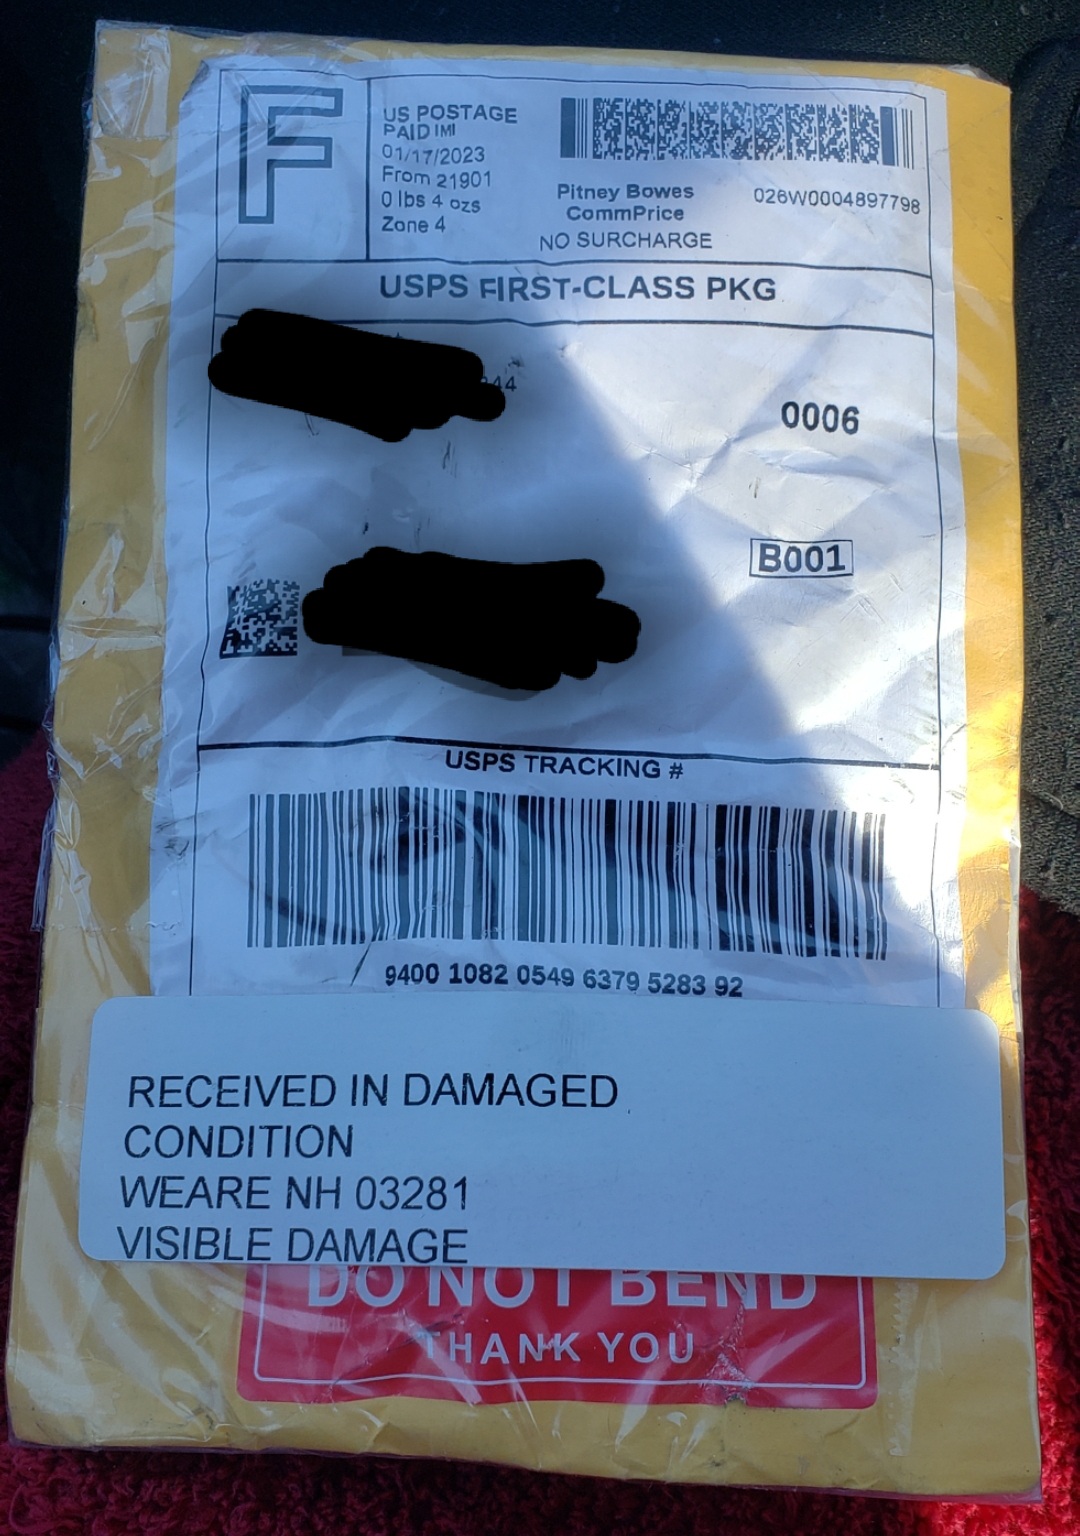 F
US POSTAGE
PAID IMI
01/17/2023
From 21901
0 lbs 4 ozs
Zone 4
Pitney Bowes
CommPrice
026W0004897798
NO SURCHARGE
USPS FIRST-CLASS PKG
44
0006
B001
USPS TRACKING #
9400 1082 0549 6379 5283 92
RECEIVED IN DAMAGED
CONDITION
WEARE NH 03281
VISIBLE DAMAGE
DO NOT BEND
THANK YOU